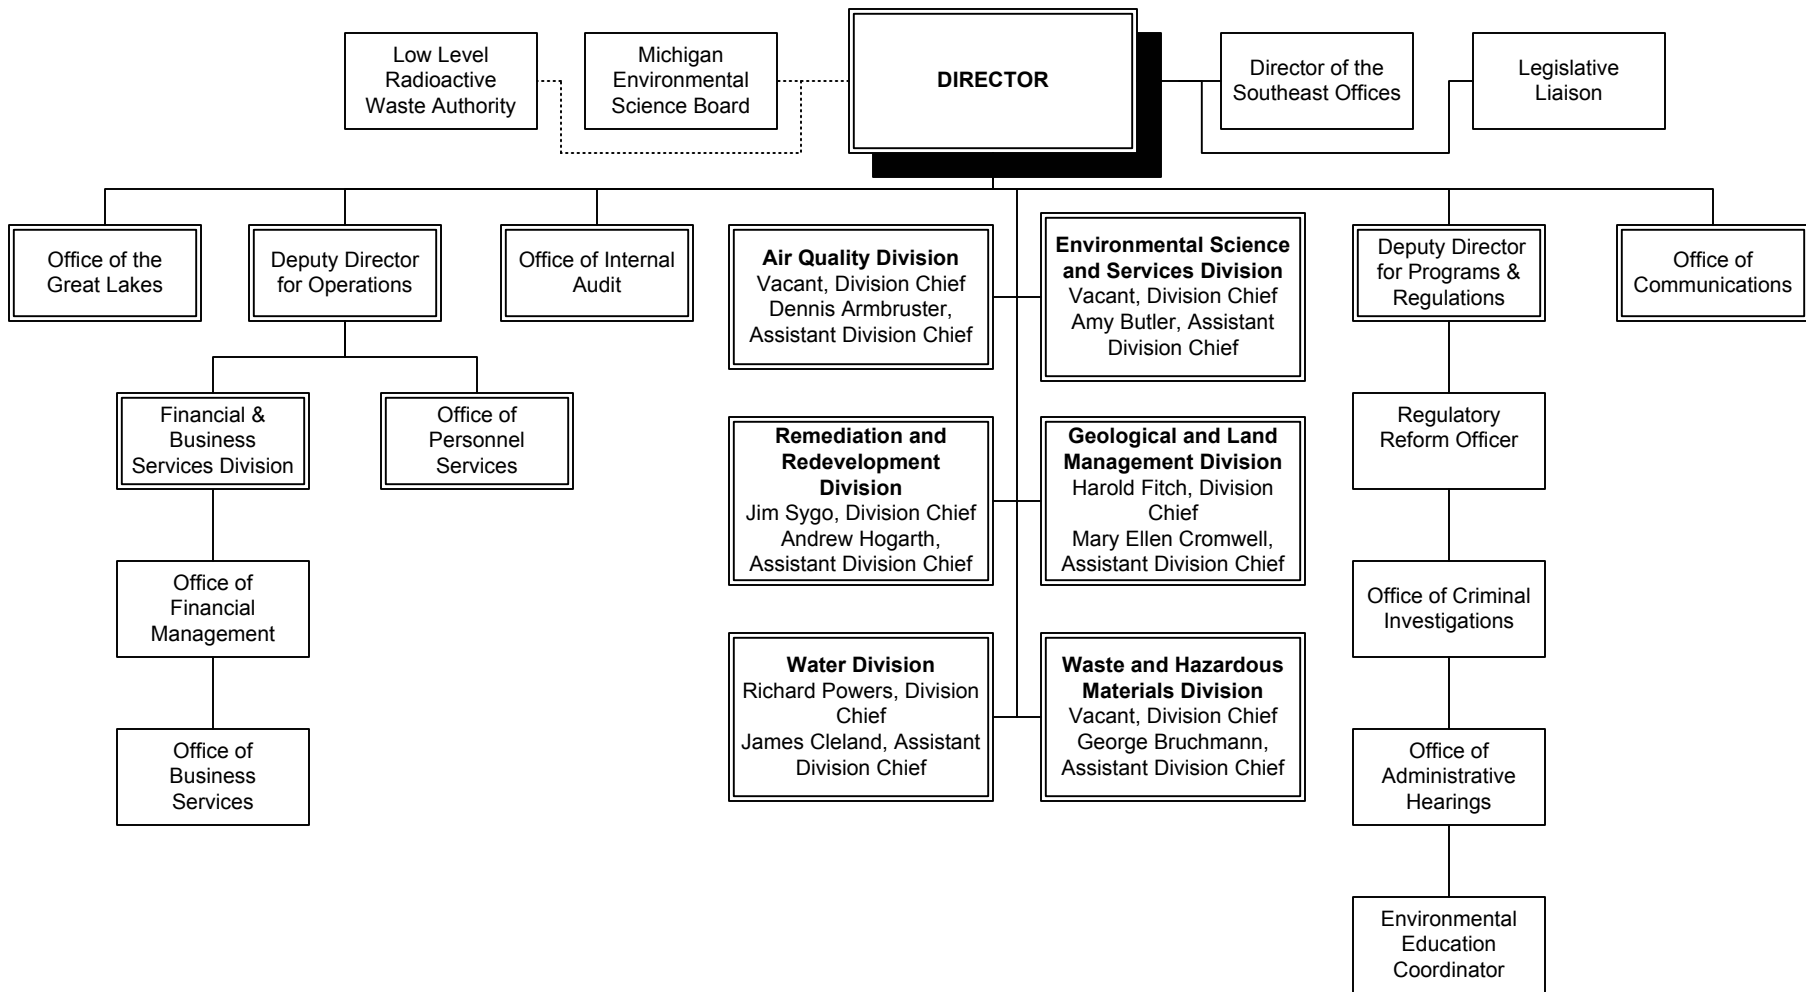 Low Level
Radioactive
Waste Authority
Michigan
Environmental
Science Board
DIRECTOR
Director of the
Southeast Offices
Legislative
Liaison
Office of the
Great Lakes
Deputy Director
for Operations
Office of Internal
Audit
Air Quality Division
Vacant, Division Chief
Dennis Armbruster,
Assistant Division Chief
Environmental Science
and Services Division
Vacant, Division Chief
Amy Butler, Assistant
Division Chief
Deputy Director
for Programs &
Regulations
Office of
Communications
Financial &
Business
Services Division
Office of
Personnel
Services
Remediation and
Redevelopment
Division
Jim Sygo, Division Chief
Andrew Hogarth,
Assistant Division Chief
Geological and Land
Management Division
Harold Fitch, Division
Chief
Mary Ellen Cromwell,
Assistant Division Chief
Regulatory
Reform Officer
Office of
Financial
Management
Office of Criminal
Investigations
Water Division
Richard Powers, Division
Chief
James Cleland, Assistant
Division Chief
Waste and Hazardous
Materials Division
Vacant, Division Chief
George Bruchmann,
Assistant Division Chief
Office of
Business
Services
Office of
Administrative
Hearings
Environmental
Education
Coordinator